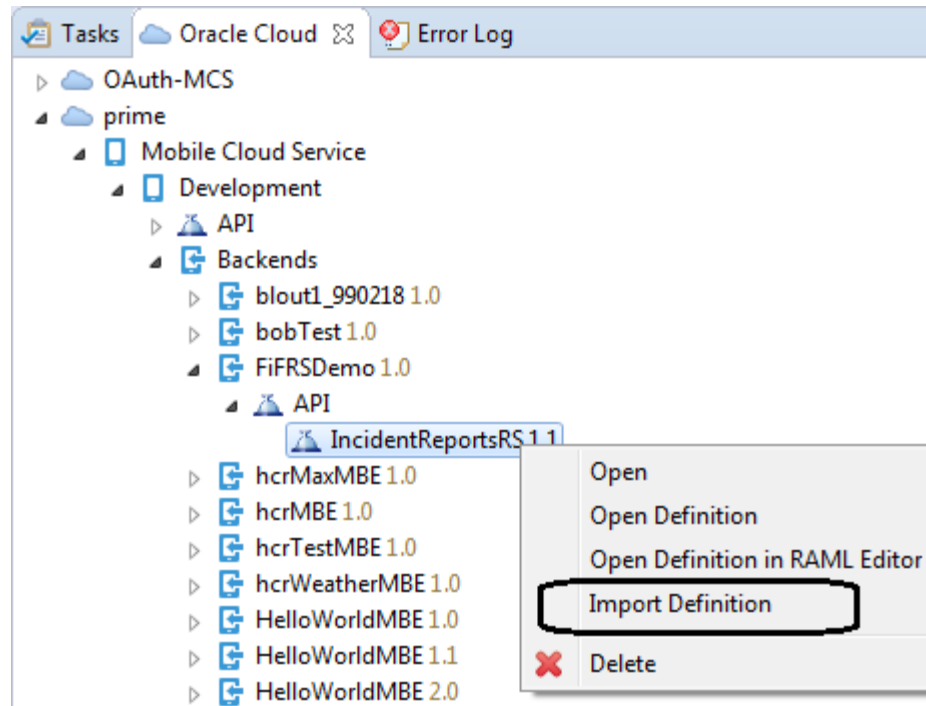 Tasks Oracle Cloud Error Log
OAuth-MCS
prime
Mobile Cloud Service
Development
API
Backends
blout1_990218 1.0
bobTest 1.0
FiFRSDemo 1.0
API
IncidentReportsRS 1.1
hcrMaxMBE 1.0
hcrMBE 1.0
hcrTestMBE 1.0
hcrWeatherMBE 1.0
HelloWorldMBE 1.0
HelloWorldMBE 1.1
HelloWorldMBE 2.0
Open
Open Definition
Open Definition in RAML Editor
Import Definition
Delete